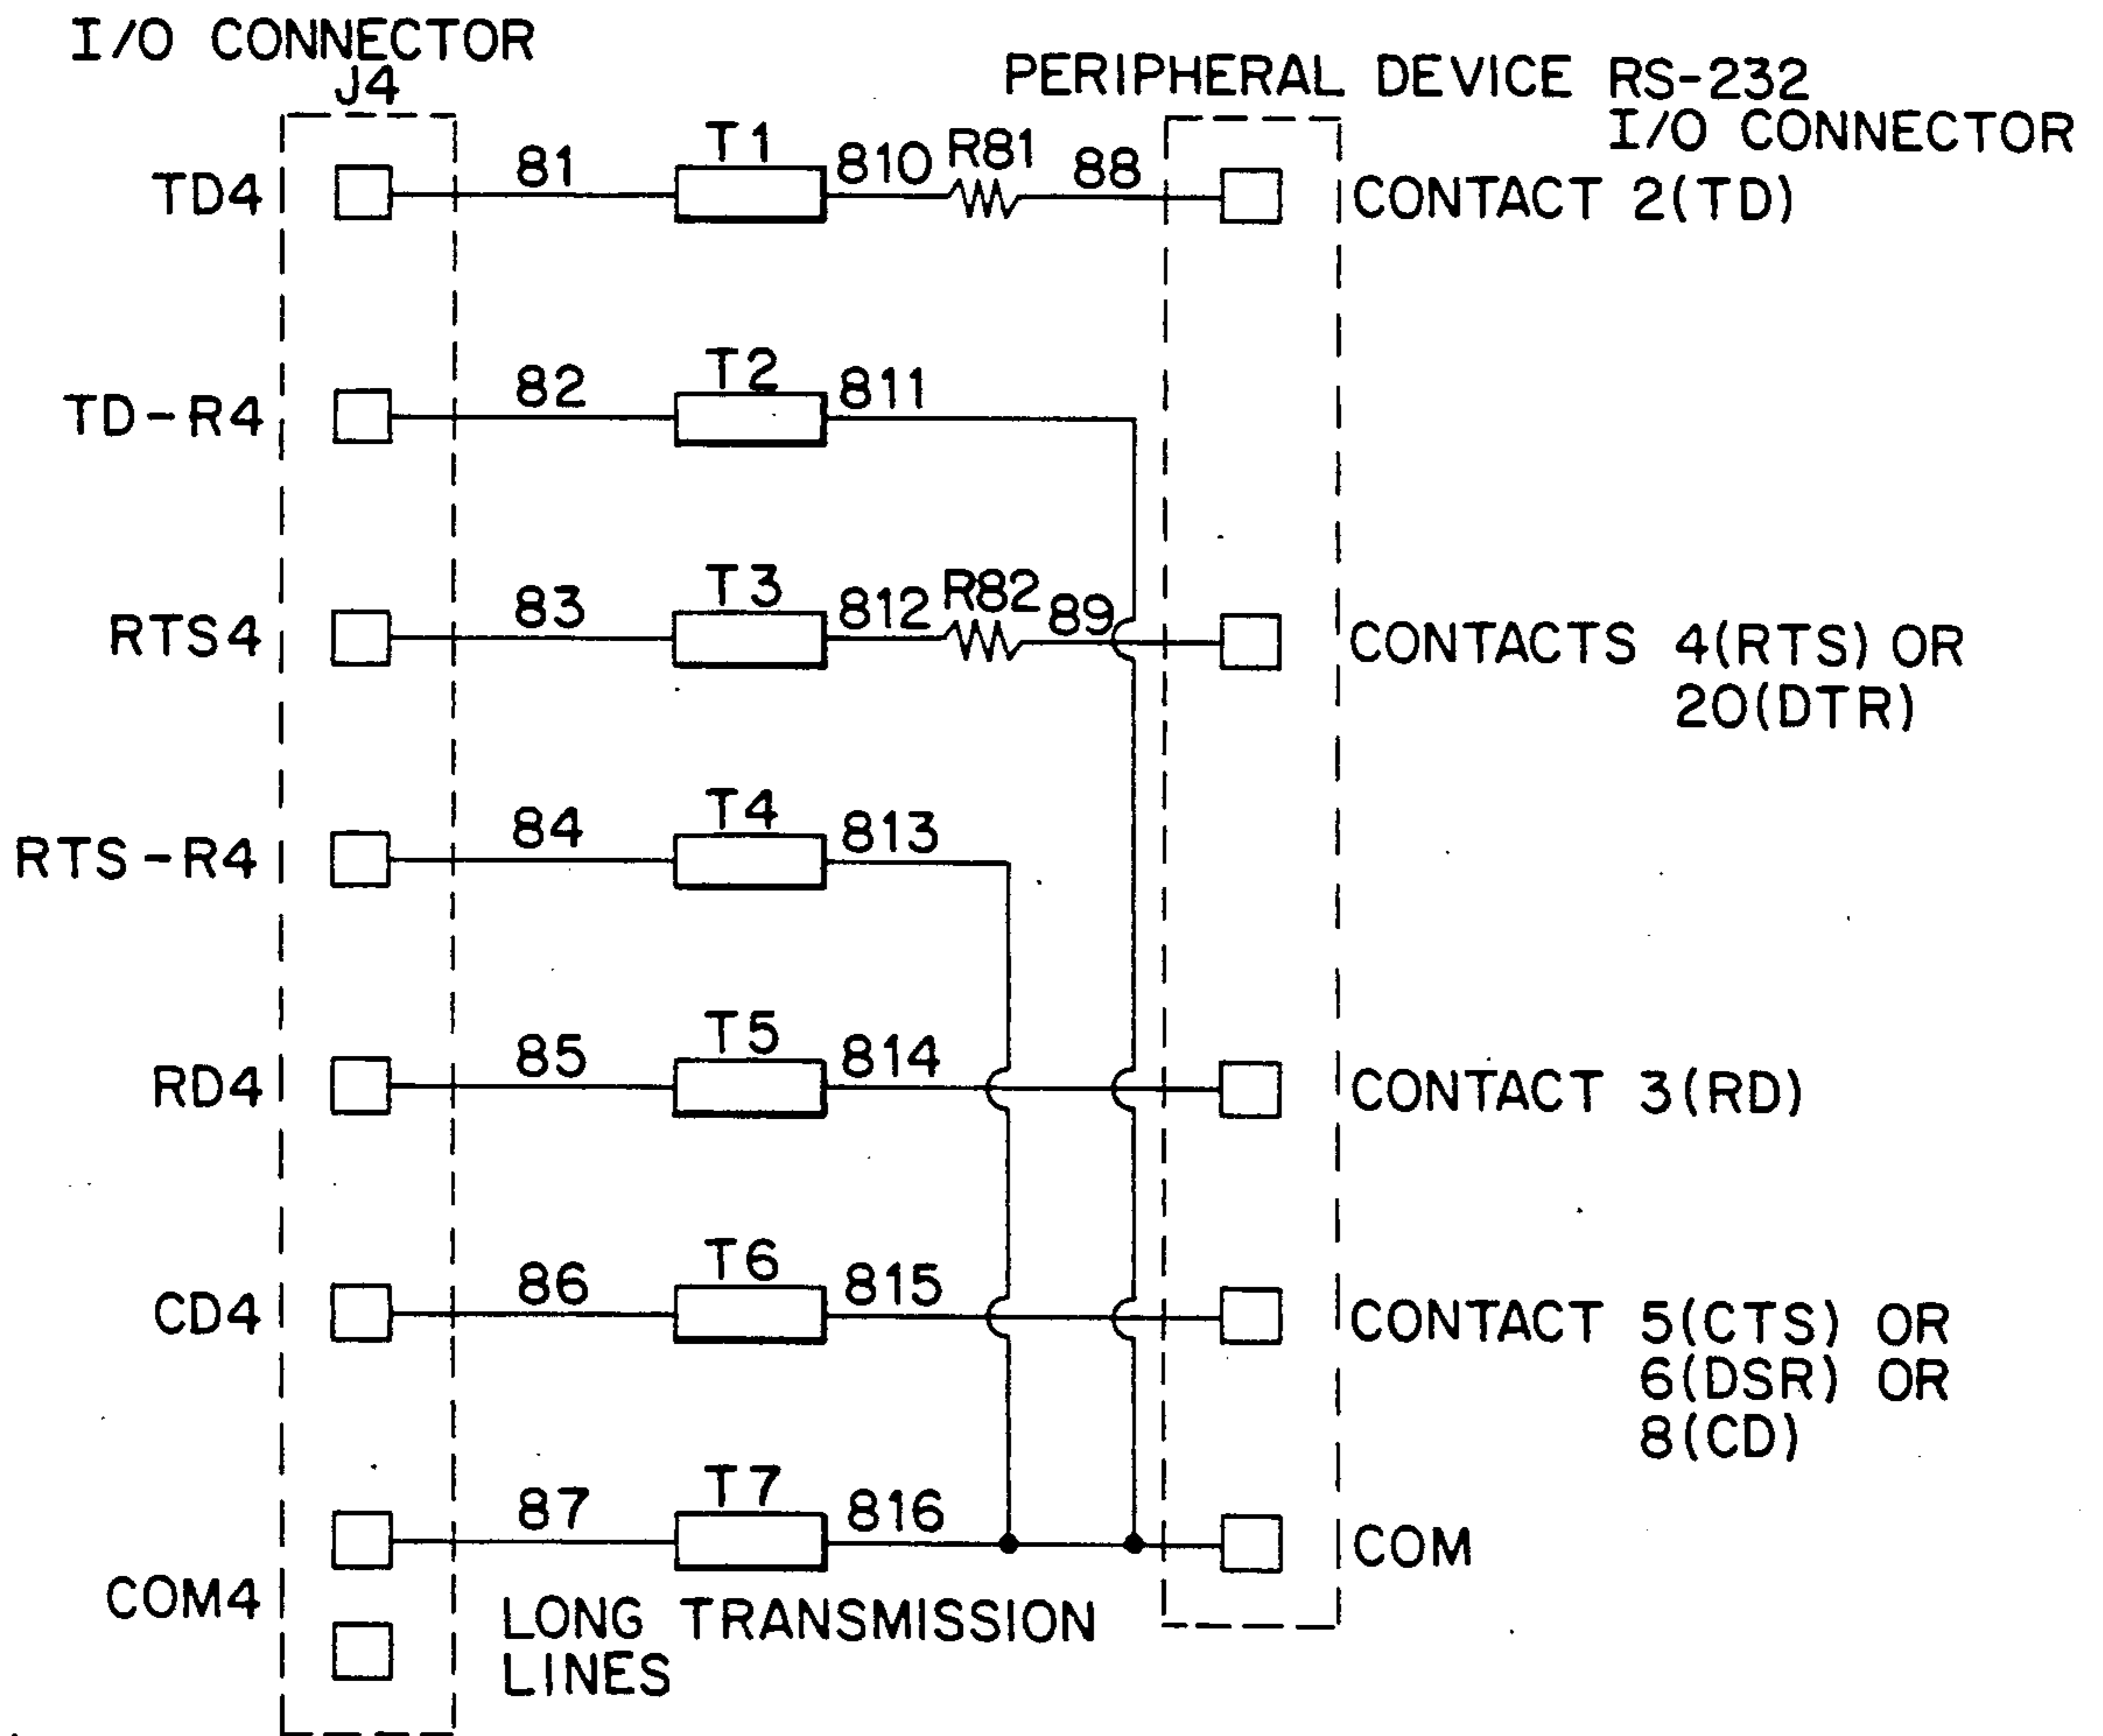 I/O CONNECTOR
J4
PERIPHERAL DEVICE RS-232
I/O CONNECTOR
TD4
81
T1
810
R81
88
CONTACT 2(TD)
TD-R4
82
T2
811
RTS4
83
T3
812
R82
89
CONTACTS 4(RTS) OR
20(DTR)
RTS-R4
84
T4
813
RD4
85
T5
814
CONTACT 3(RD)
CD4
86
T6
815
CONTACT 5(CTS) OR
6(DSR) OR
8(CD)
87
T7
816
COM
COM4
LONG TRANSMISSION
LINES